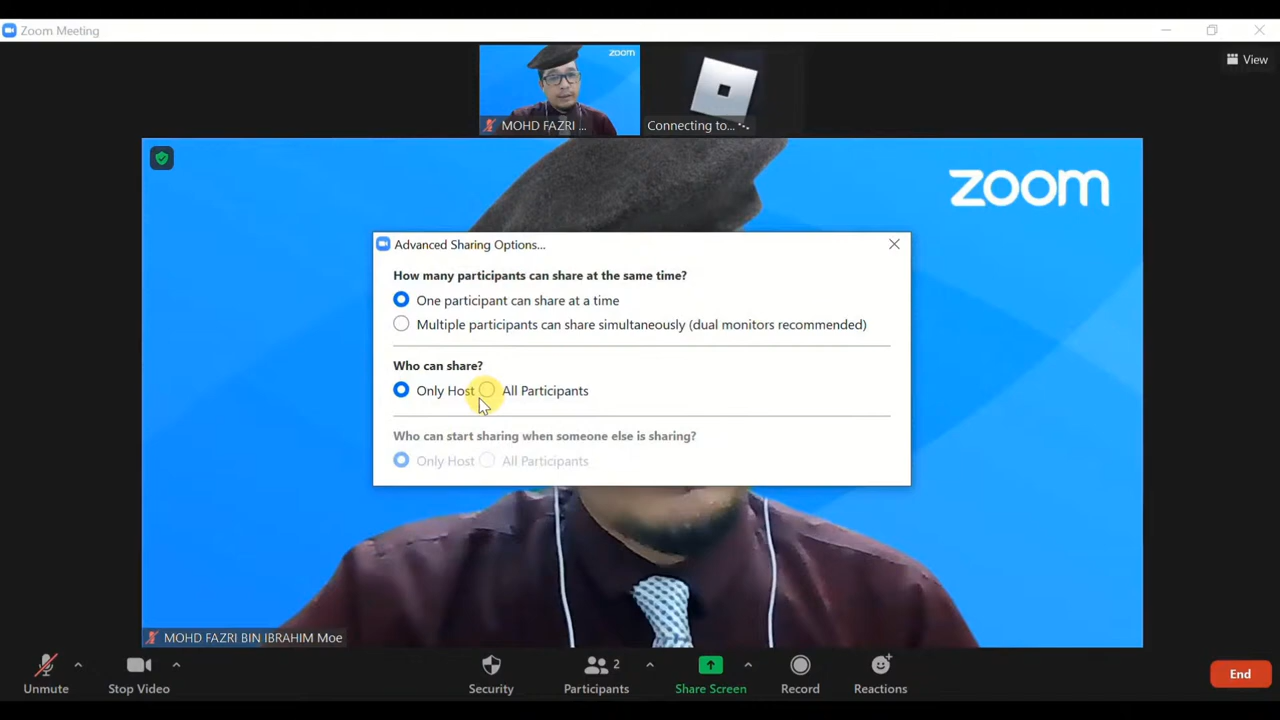 Zoom Meeting
View
zoom
MOHD FAZRI ...
Connecting to...
zoom
Advanced Sharing Options...
How many participants can share at the same time?
One participant can share at a time
Multiple participants can share simultaneously (dual monitors recommended)
Who can share?
Only Host All Participants
Who can start sharing when someone else is sharing?
Only Host All Participants
MOHD FAZRI BIN IBRAHIM Moe
2
Unmute Stop Video Security Participants Share Screen Record Reactions End